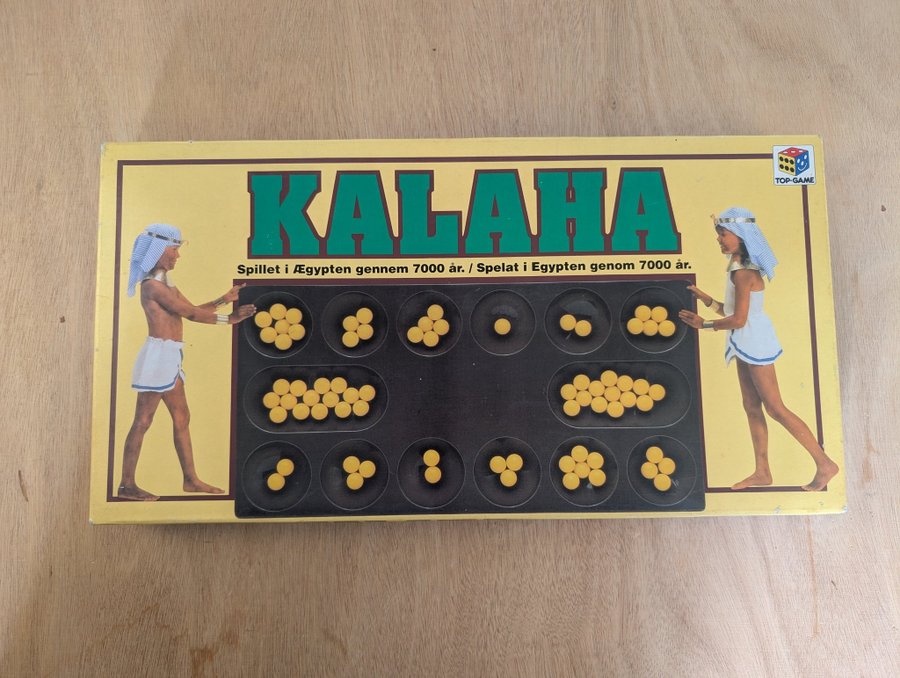 TOP-GAME
KALAHA
Spillet i Ægypten gennem 7000 år. / Spelat i Egypten genom 7000 år.